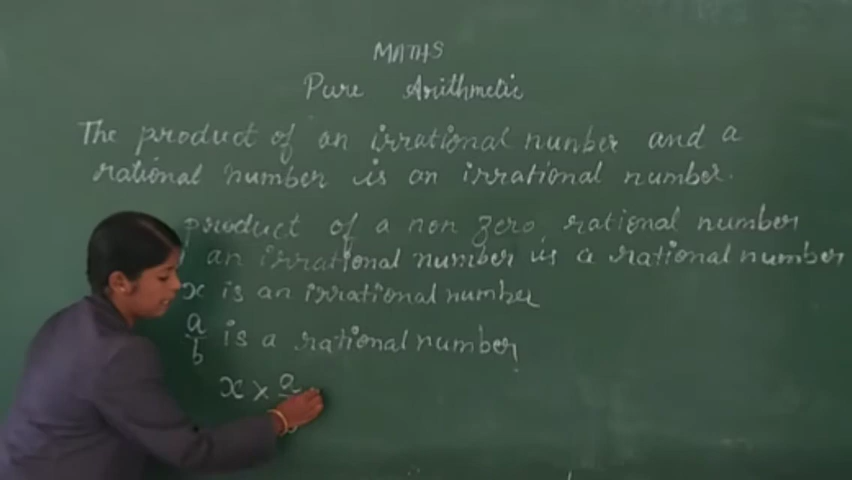 MATHS
Pure Arithmetic
The product of an irrational number and a
rational number is an irrational number.
product of a non zero, rational number
an irrational number is a rational number
x is an irrational number
a/b is a rational number
x × a